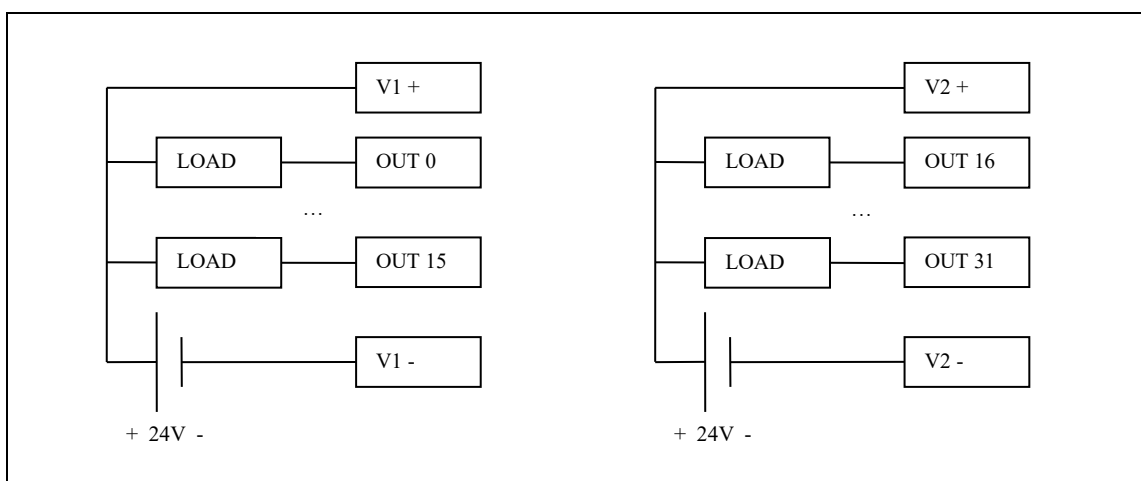 V1 +
LOAD
OUT 0
…
LOAD
OUT 15
V1 -
+ 24V -
V2 +
LOAD
OUT 16
…
LOAD
OUT 31
V2 -
+ 24V -